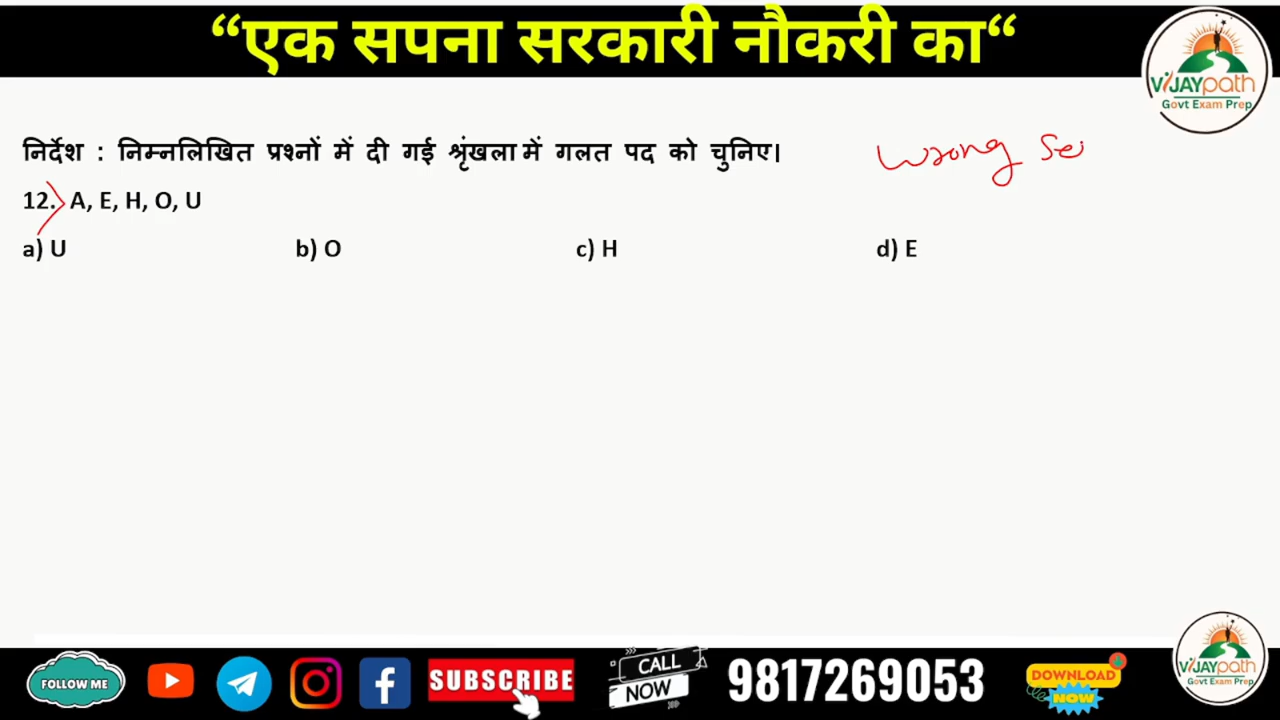 “एक सपना सरकारी नौकरी का“
VIJAYpath
Govt Exam Prep
निर्देश : निम्नलिखित प्रश्नों में दी गई श्रृंखला में गलत पद को चुनिए।
Wrong Se
12. A, E, H, O, U
a) U b) O c) H d) E
VIJAYpath
Govt Exam Prep
FOLLOW ME
SUBSCRIBE
CALL NOW
9817269053
DOWNLOAD NOW